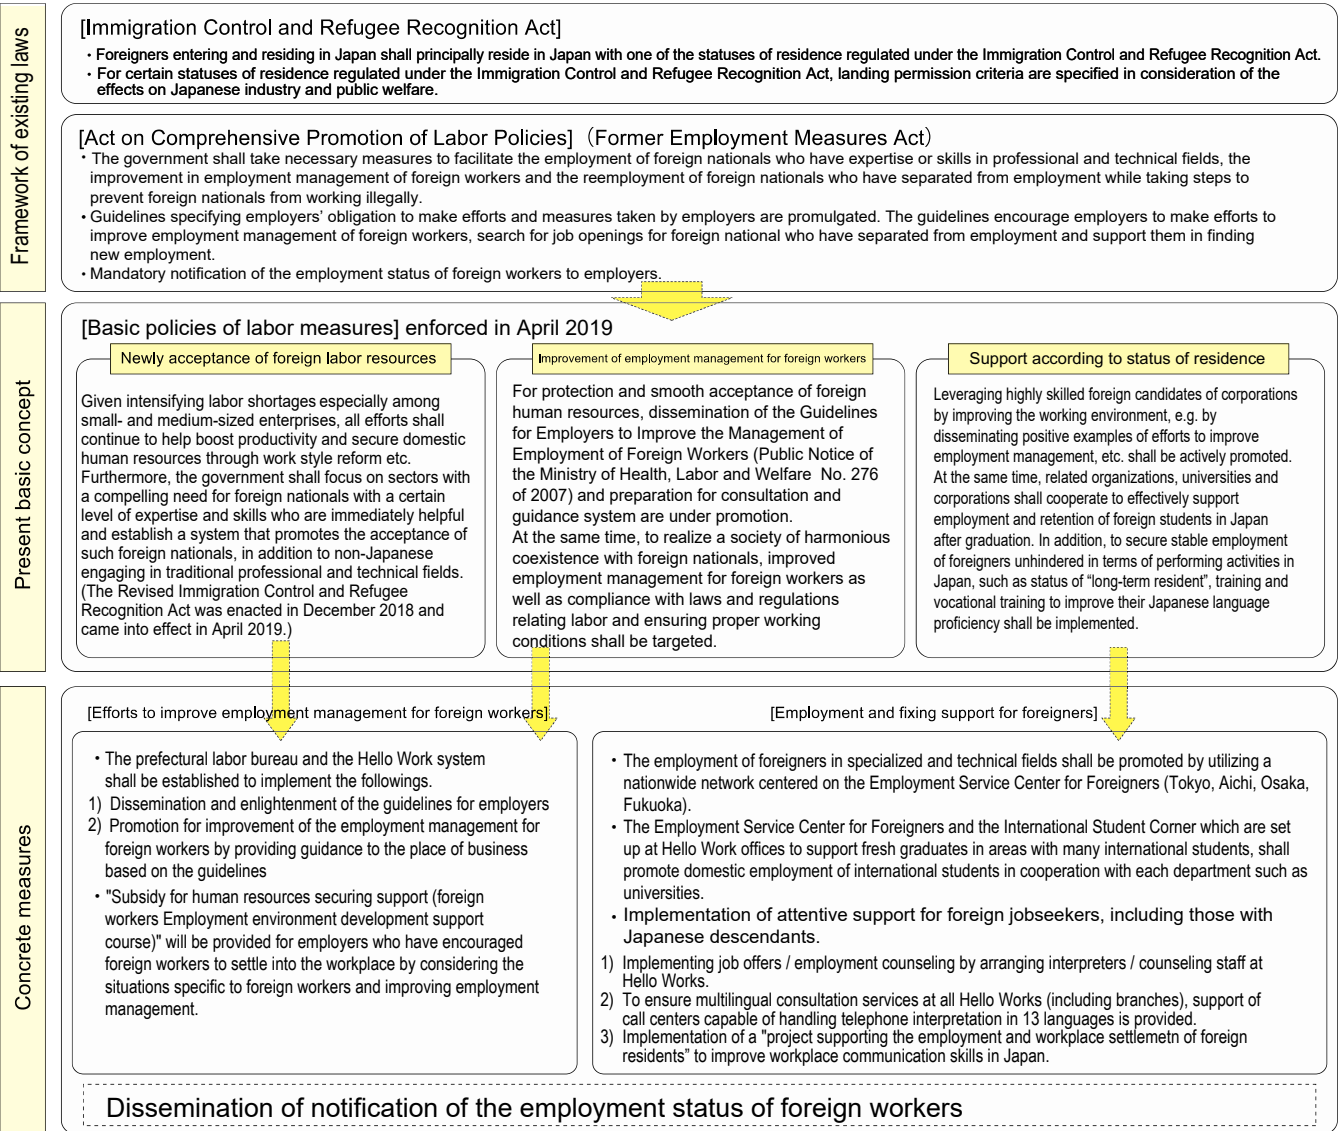 Framework of existing laws
[Immigration Control and Refugee Recognition Act]
・Foreigners entering and residing in Japan shall principally reside in Japan with one of the statuses of residence regulated under the Immigration Control and Refugee Recognition Act.
・For certain statuses of residence regulated under the Immigration Control and Refugee Recognition Act, landing permission criteria are specified in consideration of the
effects on Japanese industry and public welfare.
[Act on Comprehensive Promotion of Labor Policies]（Former Employment Measures Act）
・The government shall take necessary measures to facilitate the employment of foreign nationals who have expertise or skills in professional and technical fields, the
improvement in employment management of foreign workers and the reemployment of foreign nationals who have separated from employment while taking steps to
prevent foreign nationals from working illegally.
・Guidelines specifying employers’ obligation to make efforts and measures taken by employers are promulgated. The guidelines encourage employers to make efforts to
improve employment management of foreign workers, search for job openings for foreign national who have separated from employment and support them in finding
new employment.
・Mandatory notification of the employment status of foreign workers to employers.
Present basic concept
[Basic policies of labor measures] enforced in April 2019
Newly acceptance of foreign labor resources
Given intensifying labor shortages especially among
small- and medium-sized enterprises, all efforts shall
continue to help boost productivity and secure domestic
human resources through work style reform etc.
Furthermore, the government shall focus on sectors with
a compelling need for foreign nationals with a certain
level of expertise and skills who are immediately helpful
and establish a system that promotes the acceptance of
such foreign nationals, in addition to non-Japanese
engaging in traditional professional and technical fields.
(The Revised Immigration Control and Refugee
Recognition Act was enacted in December 2018 and
came into effect in April 2019.)
Improvement of employment management for foreign workers
For protection and smooth acceptance of foreign
human resources, dissemination of the Guidelines
for Employers to Improve the Management of
Employment of Foreign Workers (Public Notice of
the Ministry of Health, Labor and Welfare No. 276
of 2007) and preparation for consultation and
guidance system are under promotion.
At the same time, to realize a society of harmonious
coexistence with foreign nationals, improved
employment management for foreign workers as
well as compliance with laws and regulations
relating labor and ensuring proper working
conditions shall be targeted.
Support according to status of residence
Leveraging highly skilled foreign candidates of corporations
by improving the working environment, e.g. by
disseminating positive examples of efforts to improve
employment management, etc. shall be actively promoted.
At the same time, related organizations, universities and
corporations shall cooperate to effectively support
employment and retention of foreign students in Japan
after graduation. In addition, to secure stable employment
of foreigners unhindered in terms of performing activities in
Japan, such as status of “long-term resident”, training and
vocational training to improve their Japanese language
proficiency shall be implemented.
Concrete measures
[Efforts to improve employment management for foreign workers]
・The prefectural labor bureau and the Hello Work system
shall be established to implement the followings.
1) Dissemination and enlightenment of the guidelines for employers
2) Promotion for improvement of the employment management for
foreign workers by providing guidance to the place of business
based on the guidelines
・"Subsidy for human resources securing support (foreign
workers Employment environment development support
course)" will be provided for employers who have encouraged
foreign workers to settle into the workplace by considering the
situations specific to foreign workers and improving employment
management.
[Employment and fixing support for foreigners]
・The employment of foreigners in specialized and technical fields shall be promoted by utilizing a
nationwide network centered on the Employment Service Center for Foreigners (Tokyo, Aichi, Osaka,
Fukuoka).
・The Employment Service Center for Foreigners and the International Student Corner which are set
up at Hello Work offices to support fresh graduates in areas with many international students, shall
promote domestic employment of international students in cooperation with each department such as
universities.
・Implementation of attentive support for foreign jobseekers, including those with
Japanese descendants.
1) Implementing job offers / employment counseling by arranging interpreters / counseling staff at
Hello Works.
2) To ensure multilingual consultation services at all Hello Works (including branches), support of
call centers capable of handling telephone interpretation in 13 languages is provided.
3) Implementation of a "project supporting the employment and workplace settlemetn of foreign
residents” to improve workplace communication skills in Japan.
Dissemination of notification of the employment status of foreign workers